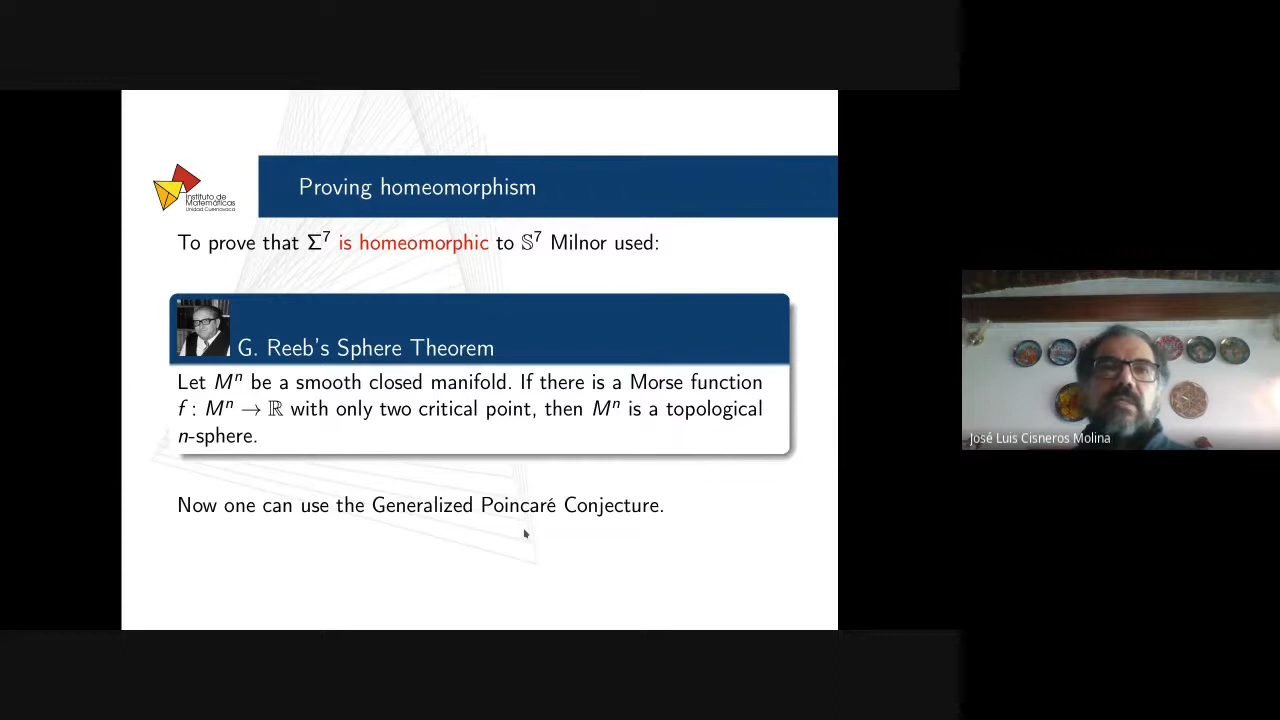 Instituto de
Matemáticas
Unidad Cuernavaca
Proving homeomorphism
To prove that Σ⁷ is homeomorphic to 𝕊⁷ Milnor used:
G. Reeb's Sphere Theorem
Let Mⁿ be a smooth closed manifold. If there is a Morse function
f : Mⁿ → ℝ with only two critical point, then Mⁿ is a topological
n-sphere.
Now one can use the Generalized Poincaré Conjecture.
José Luis Cisneros Molina